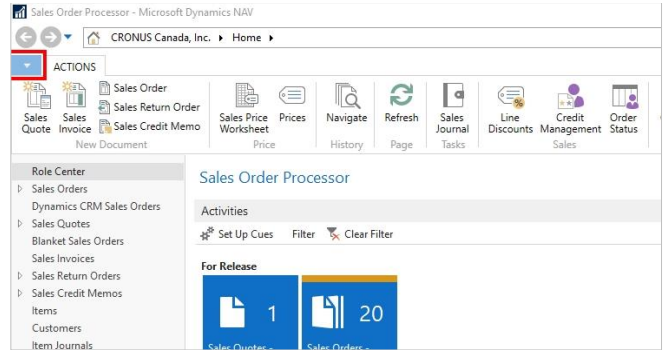 Sales Order Processor - Microsoft Dynamics NAV
CRONUS Canada, Inc. Home
ACTIONS
Sales Quote
Sales Invoice
Sales Order
Sales Return Order
Sales Credit Memo
Sales Price Worksheet
Prices
Navigate
Refresh
Sales Journal
Line Discounts
Credit Management
Order Status
New Document
Price
History
Page
Tasks
Sales
Role Center
Sales Orders
Dynamics CRM Sales Orders
Sales Quotes
Blanket Sales Orders
Sales Invoices
Sales Return Orders
Sales Credit Memos
Items
Customers
Item Journals
Sales Order Processor
Activities
Set Up Cues Filter Clear Filter
For Release
1
20
Sales Quotes -
Sales Orders -